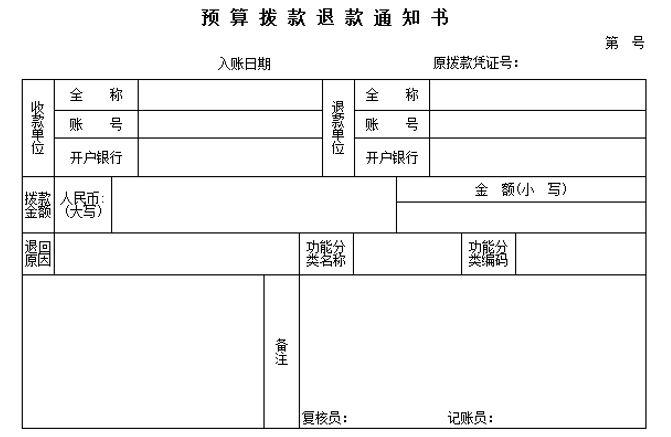 预算拨款退款通知书
第 号
入账日期 原拨款凭证号：
收款单位 全 称 退款单位 全 称
账 号 账 号
开户银行 开户银行
拨款金额 人民币：(大写) 金 额(小 写)
退回原因 功能分类名称 功能分类编码
备注
复核员： 记账员：